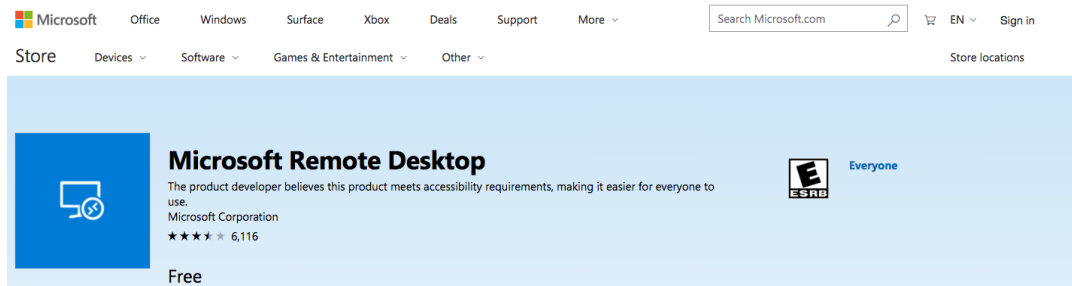 Microsoft Office Windows Surface Xbox Deals Support More Search Microsoft.com EN Sign in
Store Devices Software Games & Entertainment Other Store locations
Microsoft Remote Desktop
Everyone
The product developer believes this product meets accessibility requirements, making it easier for everyone to
use.
Microsoft Corporation
6,116
Free
E
ESRB